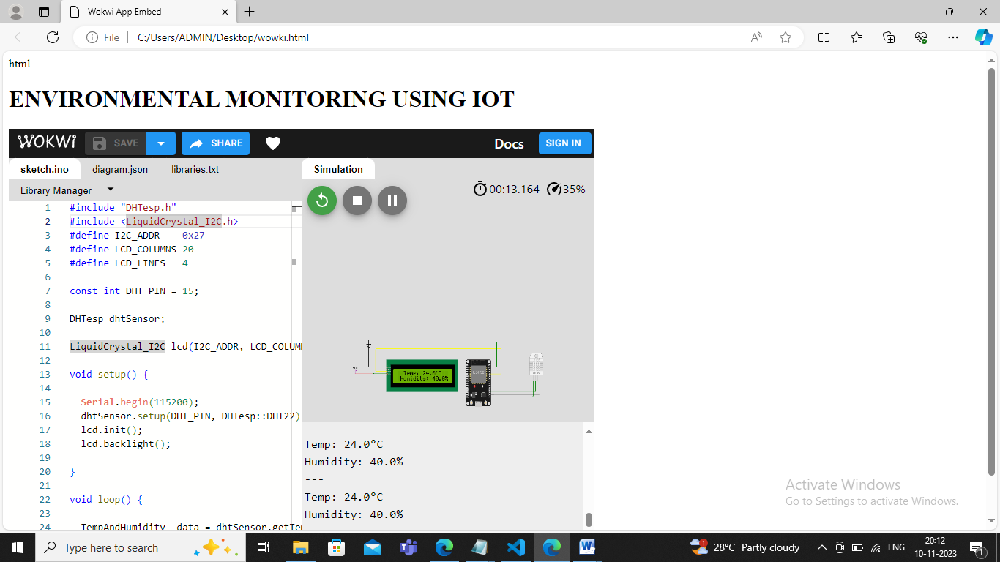 Wokwi App Embed
File C:/Users/ADMIN/Desktop/wowki.html
html
ENVIRONMENTAL MONITORING USING IOT
WOKWi SAVE SHARE Docs SIGN IN
sketch.ino diagram.json libraries.txt Simulation
Library Manager 00:13.164 35%
1 #include "DHTesp.h"
2 #include <LiquidCrystal_I2C.h>
3 #define I2C_ADDR    0x27
4 #define LCD_COLUMNS 20
5 #define LCD_LINES   4
6
7 const int DHT_PIN = 15;
8
9 DHTesp dhtSensor;
10
11 LiquidCrystal_I2C lcd(I2C_ADDR, LCD_COLUM
12
13 void setup() {
14
15   Serial.begin(115200);
16   dhtSensor.setup(DHT_PIN, DHTesp::DHT22)
17   lcd.init();
18   lcd.backlight();
19
20 }
21
22 void loop() {
23
24   TempAndHumidity  data = dhtSensor.getTe
Temp: 24.0°C
Humidity: 40.0%
ESP32
---
Temp: 24.0°C
Humidity: 40.0%
---
Temp: 24.0°C
Humidity: 40.0%
Activate Windows
Go to Settings to activate Windows.
Type here to search
1 28°C Partly cloudy ENG 20:12
10-11-2023 1